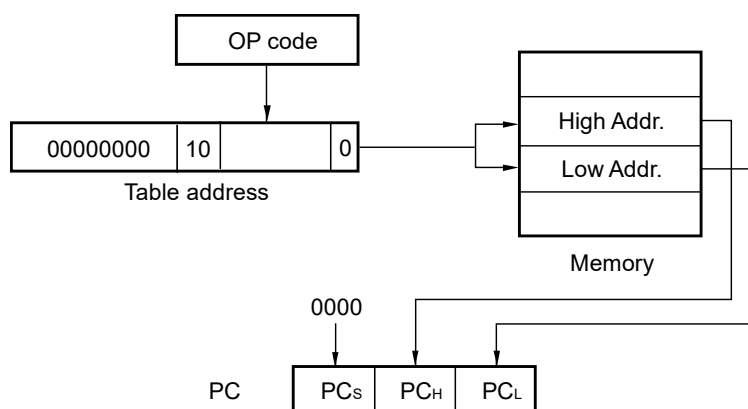 OP code
00000000 10 0
Table address
High Addr.
Low Addr.
Memory
0000
PC PCS PCH PCL